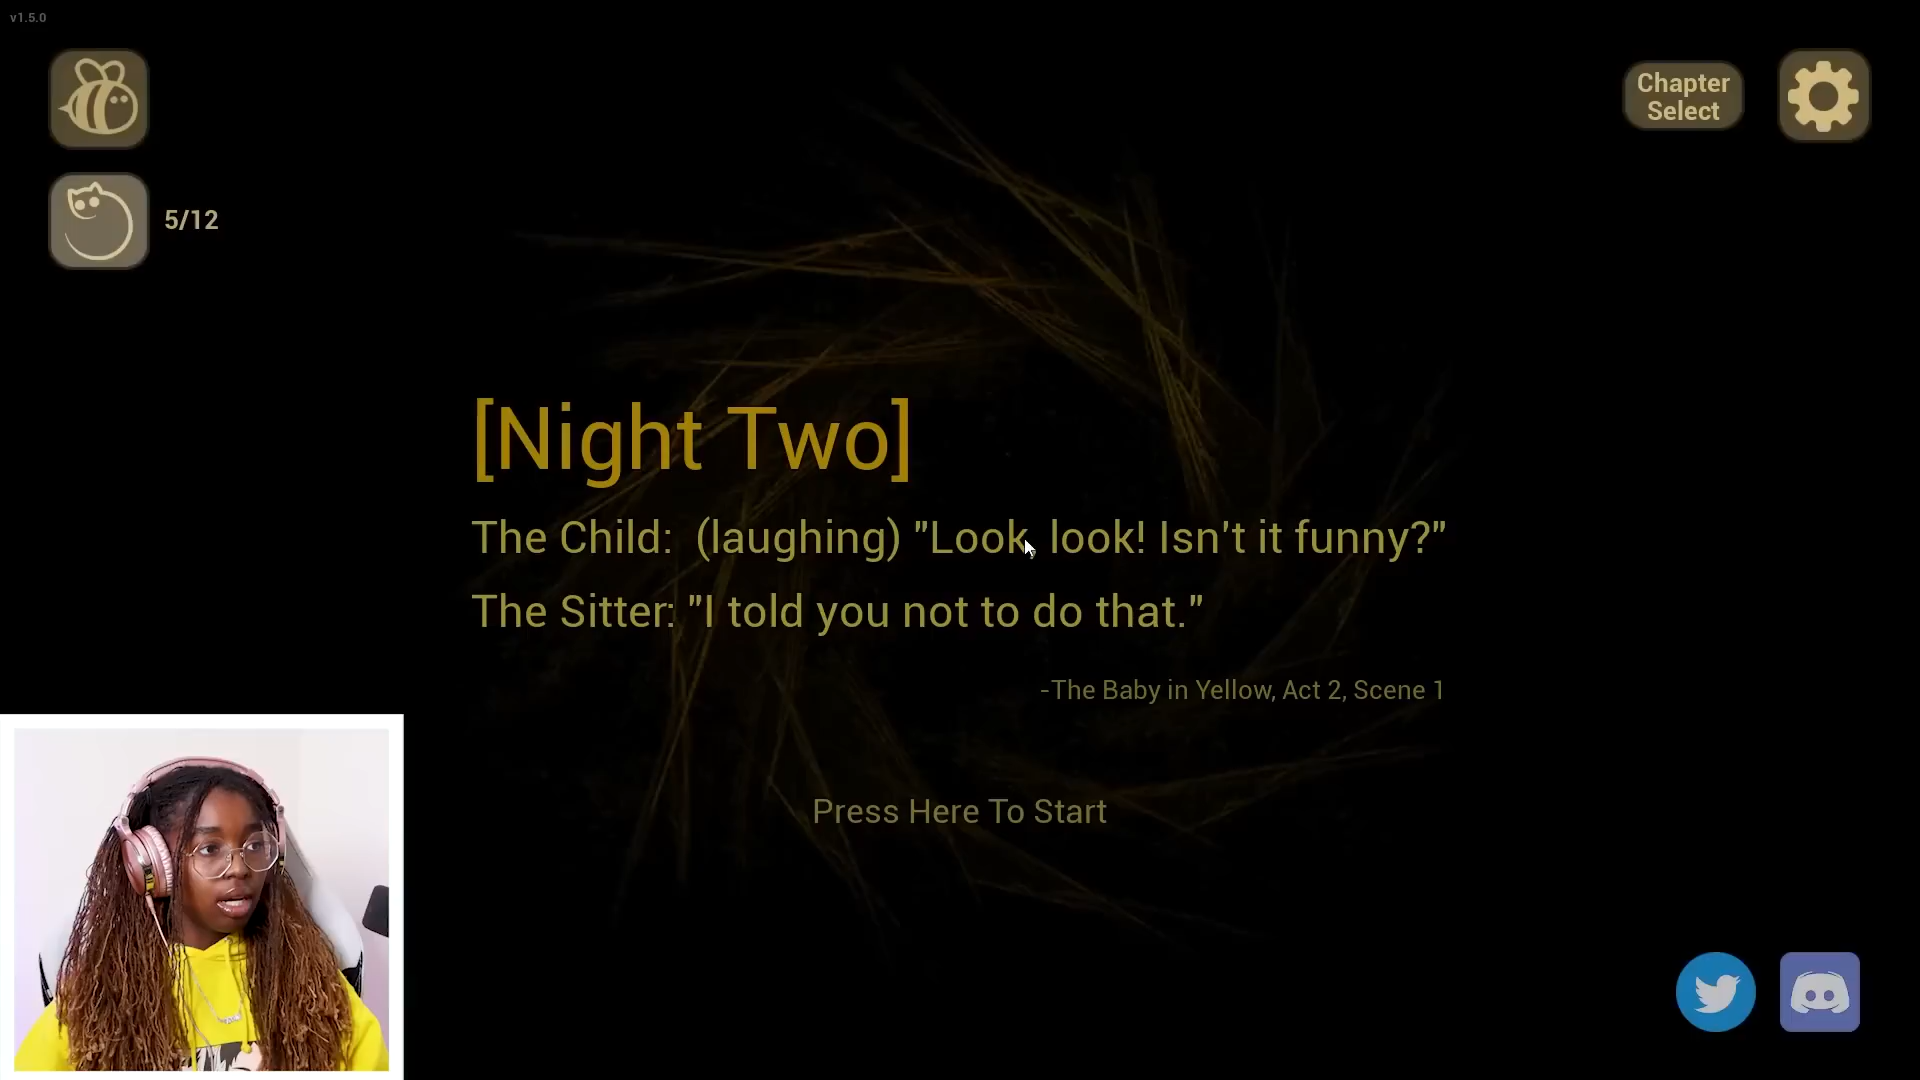 v1.5.0
Chapter
Select
5/12
[Night Two]
The Child:  (laughing) "Look, look! Isn't it funny?"
The Sitter: "I told you not to do that."
-The Baby in Yellow, Act 2, Scene 1
Press Here To Start